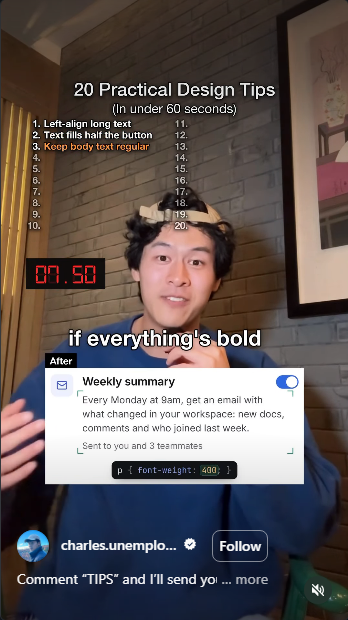 20 Practical Design Tips
(In under 60 seconds)
1. Left-align long text
2. Text fills half the button
3. Keep body text regular
4.
5.
6.
7.
8.
9.
10.
11.
12.
13.
14.
15.
16.
17.
18.
19.
20.
07.50
if everything's bold
After
Weekly summary
Every Monday at 9am, get an email with
what changed in your workspace: new docs,
comments and who joined last week.
Sent to you and 3 teammates
p { font-weight: 400; }
charles.unemplo...
Follow
Comment “TIPS” and I’ll send you ... more